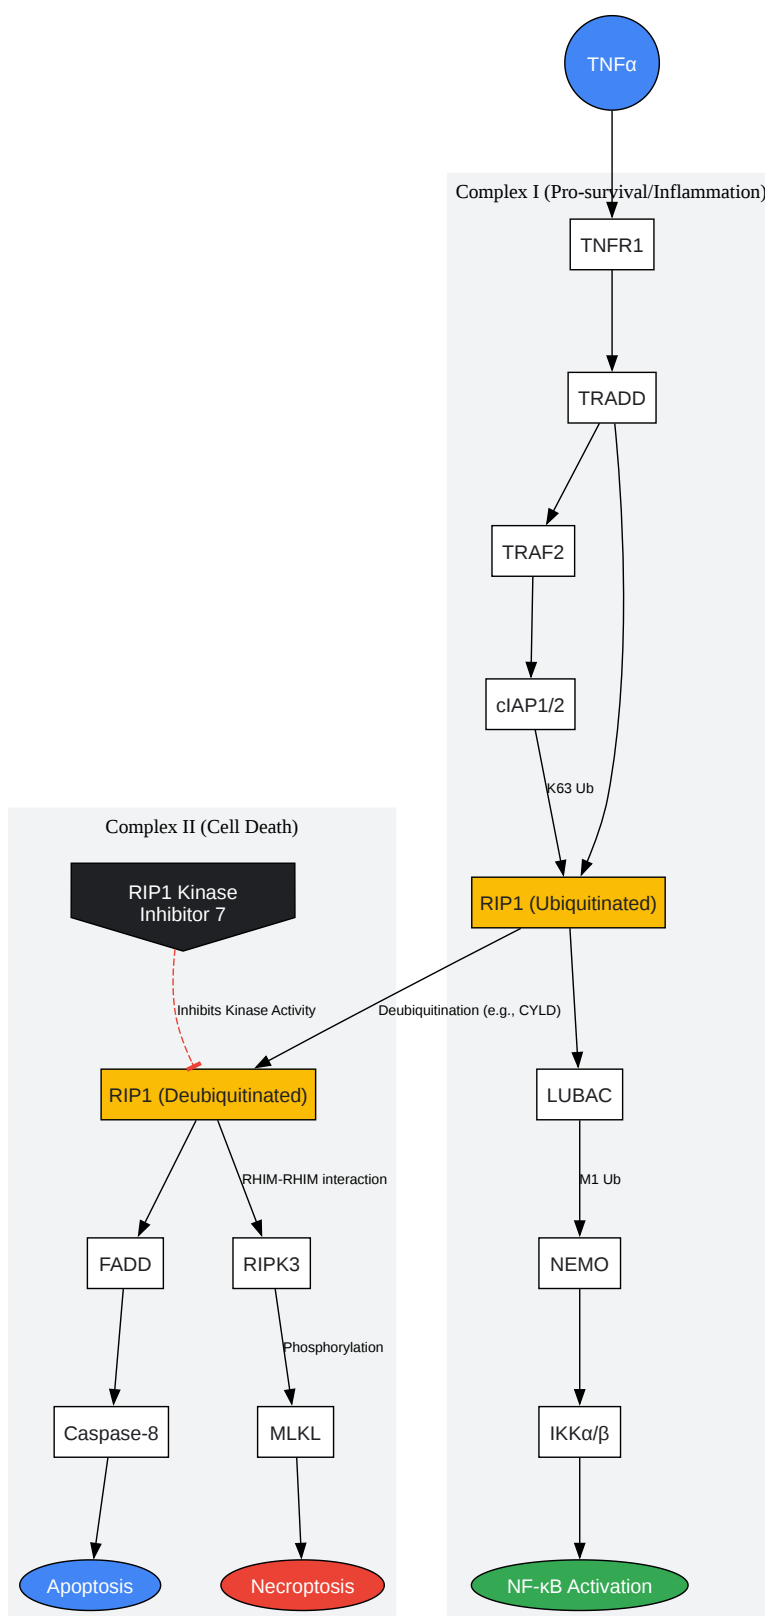 TNFα
Complex I (Pro-survival/Inflammation)
TNFR1
TRADD
TRAF2
cIAP1/2
K63 Ub
Complex II (Cell Death)
RIP1 Kinase
Inhibitor 7
RIP1 (Ubiquitinated)
Inhibits Kinase Activity
Deubiquitination (e.g., CYLD)
RIP1 (Deubiquitinated)
LUBAC
RHIM-RHIM interaction
M1 Ub
FADD
RIPK3
NEMO
Phosphorylation
Caspase-8
MLKL
IKKα/β
Apoptosis
Necroptosis
NF-κB Activation